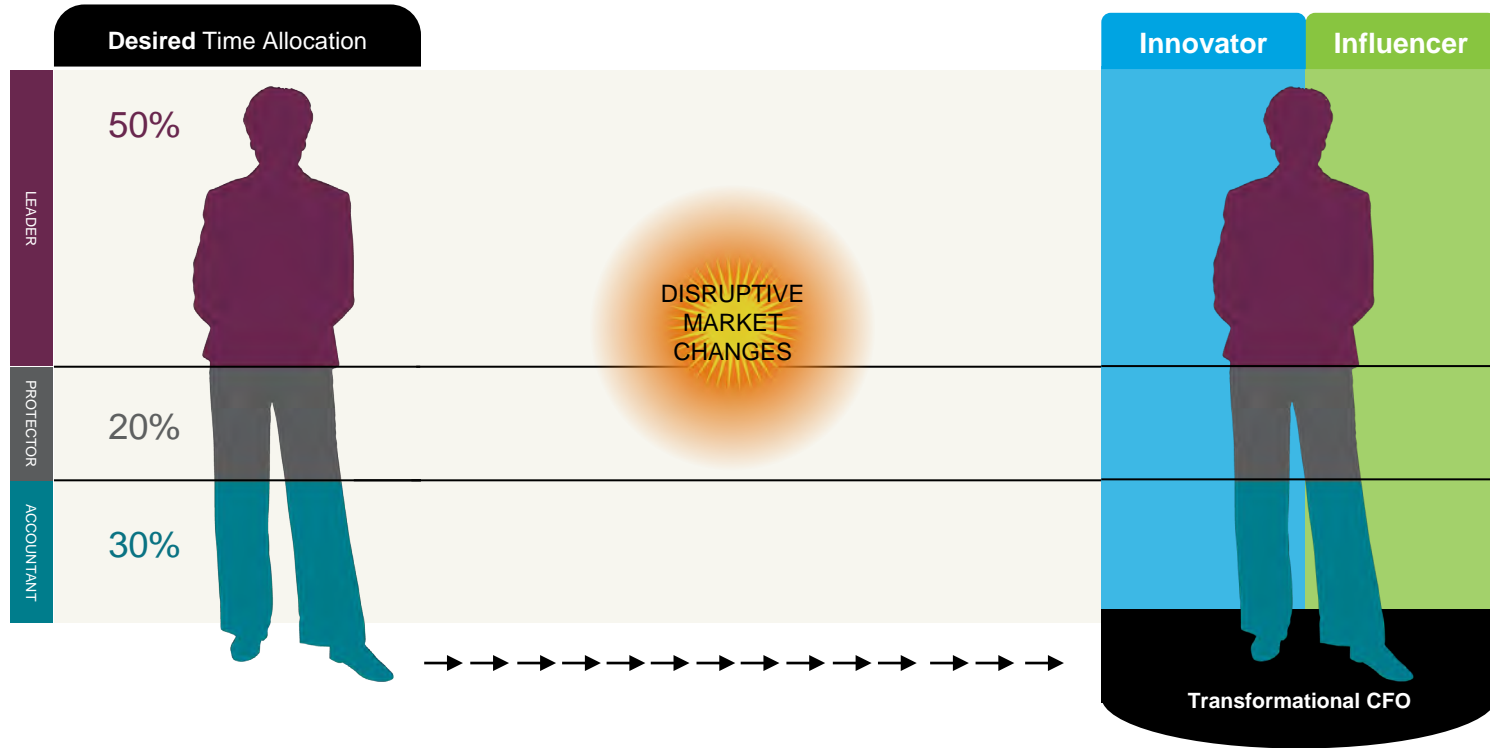 Desired Time Allocation
Innovator
Influencer
LEADER
50%
DISRUPTIVE
MARKET
CHANGES
PROTECTOR
20%
ACCOUNTANT
30%
Transformational CFO